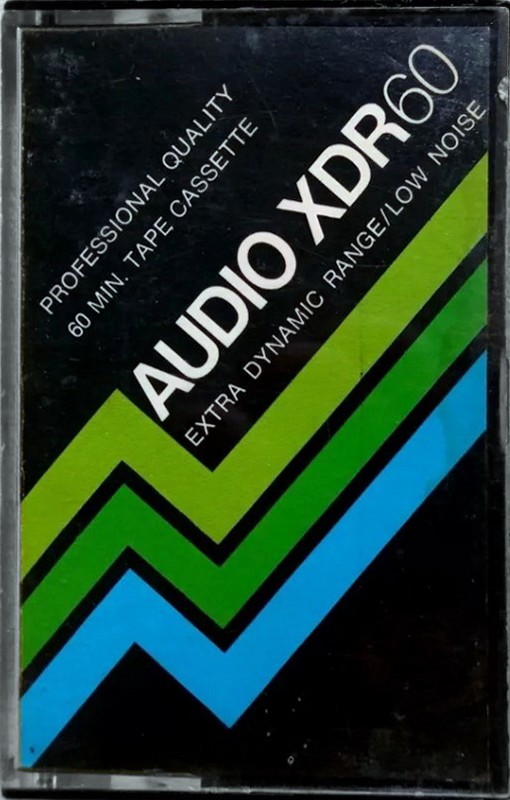 PROFESSIONAL QUALITY
60 MIN. TAPE CASSETTE
AUDIO XDR60
EXTRA DYNAMIC RANGE/LOW NOISE